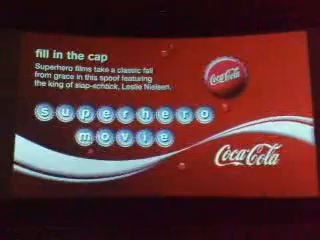 fill in the cap
Superhero films take a classic fall
from grace in this spoof featuring
the king of slap-schtick, Leslie Nielsen.
superhero
movie
Coca-Cola
Coca-Cola